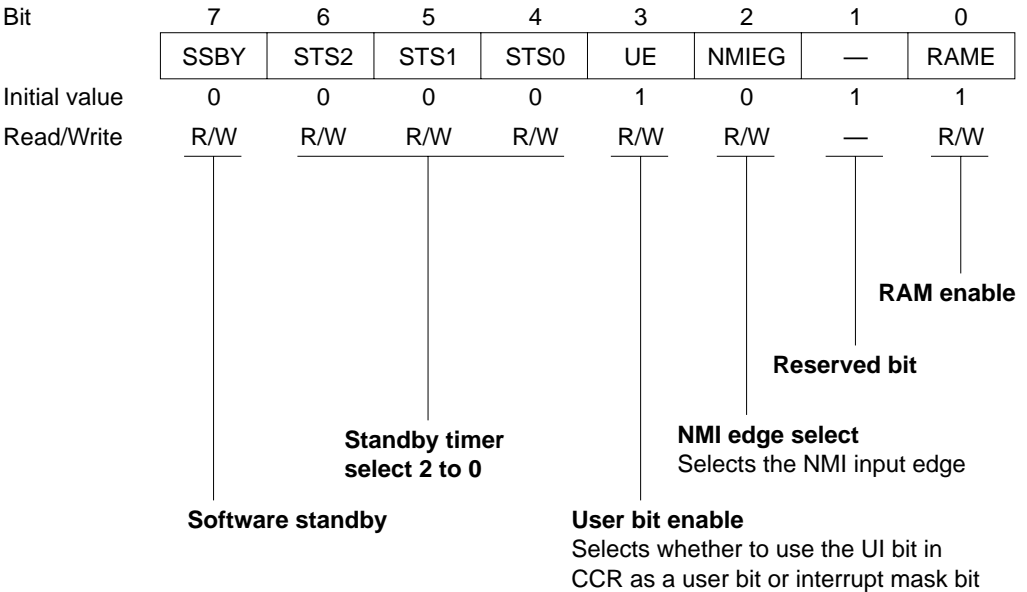 Bit 7 6 5 4 3 2 1 0
SSBY STS2 STS1 STS0 UE NMIEG — RAME
Initial value 0 0 0 0 1 0 1 1
Read/Write R/W R/W R/W R/W R/W R/W — R/W
RAM enable
Reserved bit
NMI edge select
Selects the NMI input edge
Standby timer
select 2 to 0
Software standby
User bit enable
Selects whether to use the UI bit in
CCR as a user bit or interrupt mask bit